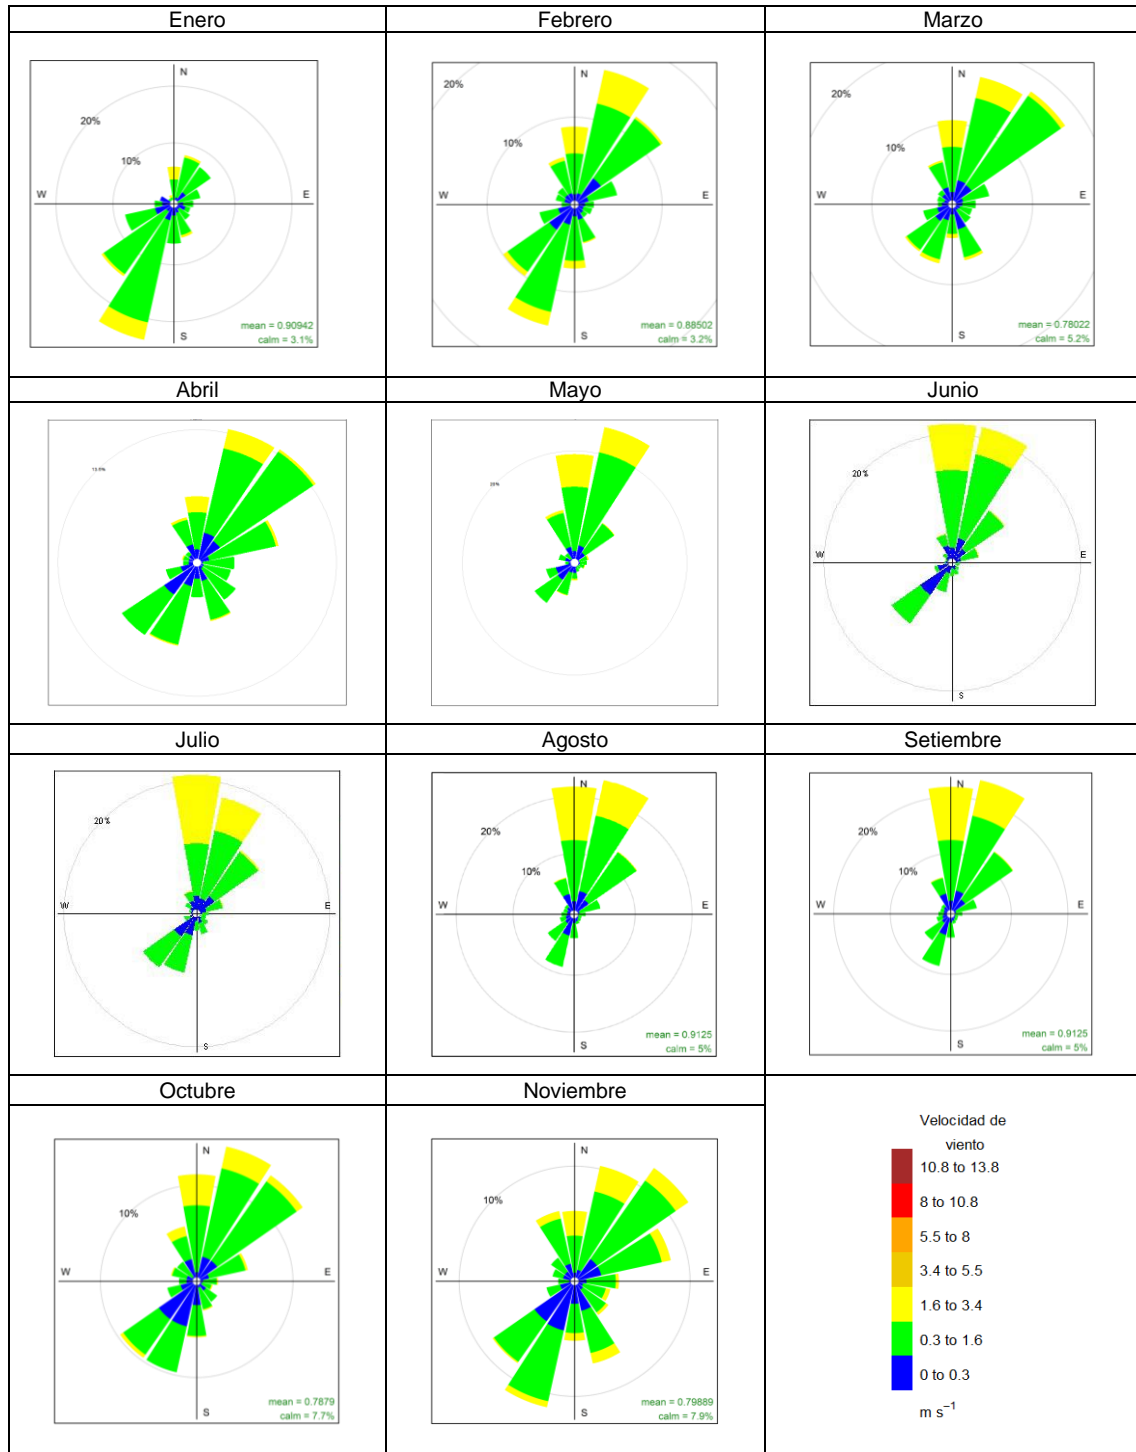 Enero
Febrero
Marzo
N
20%
10%
W
E
S
mean = 0.90942
calm = 3.1%
N
20%
10%
W
E
S
mean = 0.88502
calm = 3.2%
N
20%
10%
W
E
S
mean = 0.78022
calm = 5.2%
Abril
Mayo
Junio
20%
W
E
S
Julio
Agosto
Setiembre
20%
W
E
S
N
20%
10%
W
E
S
mean = 0.9125
calm = 5%
N
20%
10%
W
E
S
mean = 0.9125
calm = 5%
Octubre
Noviembre
N
10%
W
E
S
mean = 0.7879
calm = 7.7%
N
10%
W
E
S
mean = 0.79889
calm = 7.9%
Velocidad de
viento
10.8 to 13.8
8 to 10.8
5.5 to 8
3.4 to 5.5
1.6 to 3.4
0.3 to 1.6
0 to 0.3
m s⁻¹